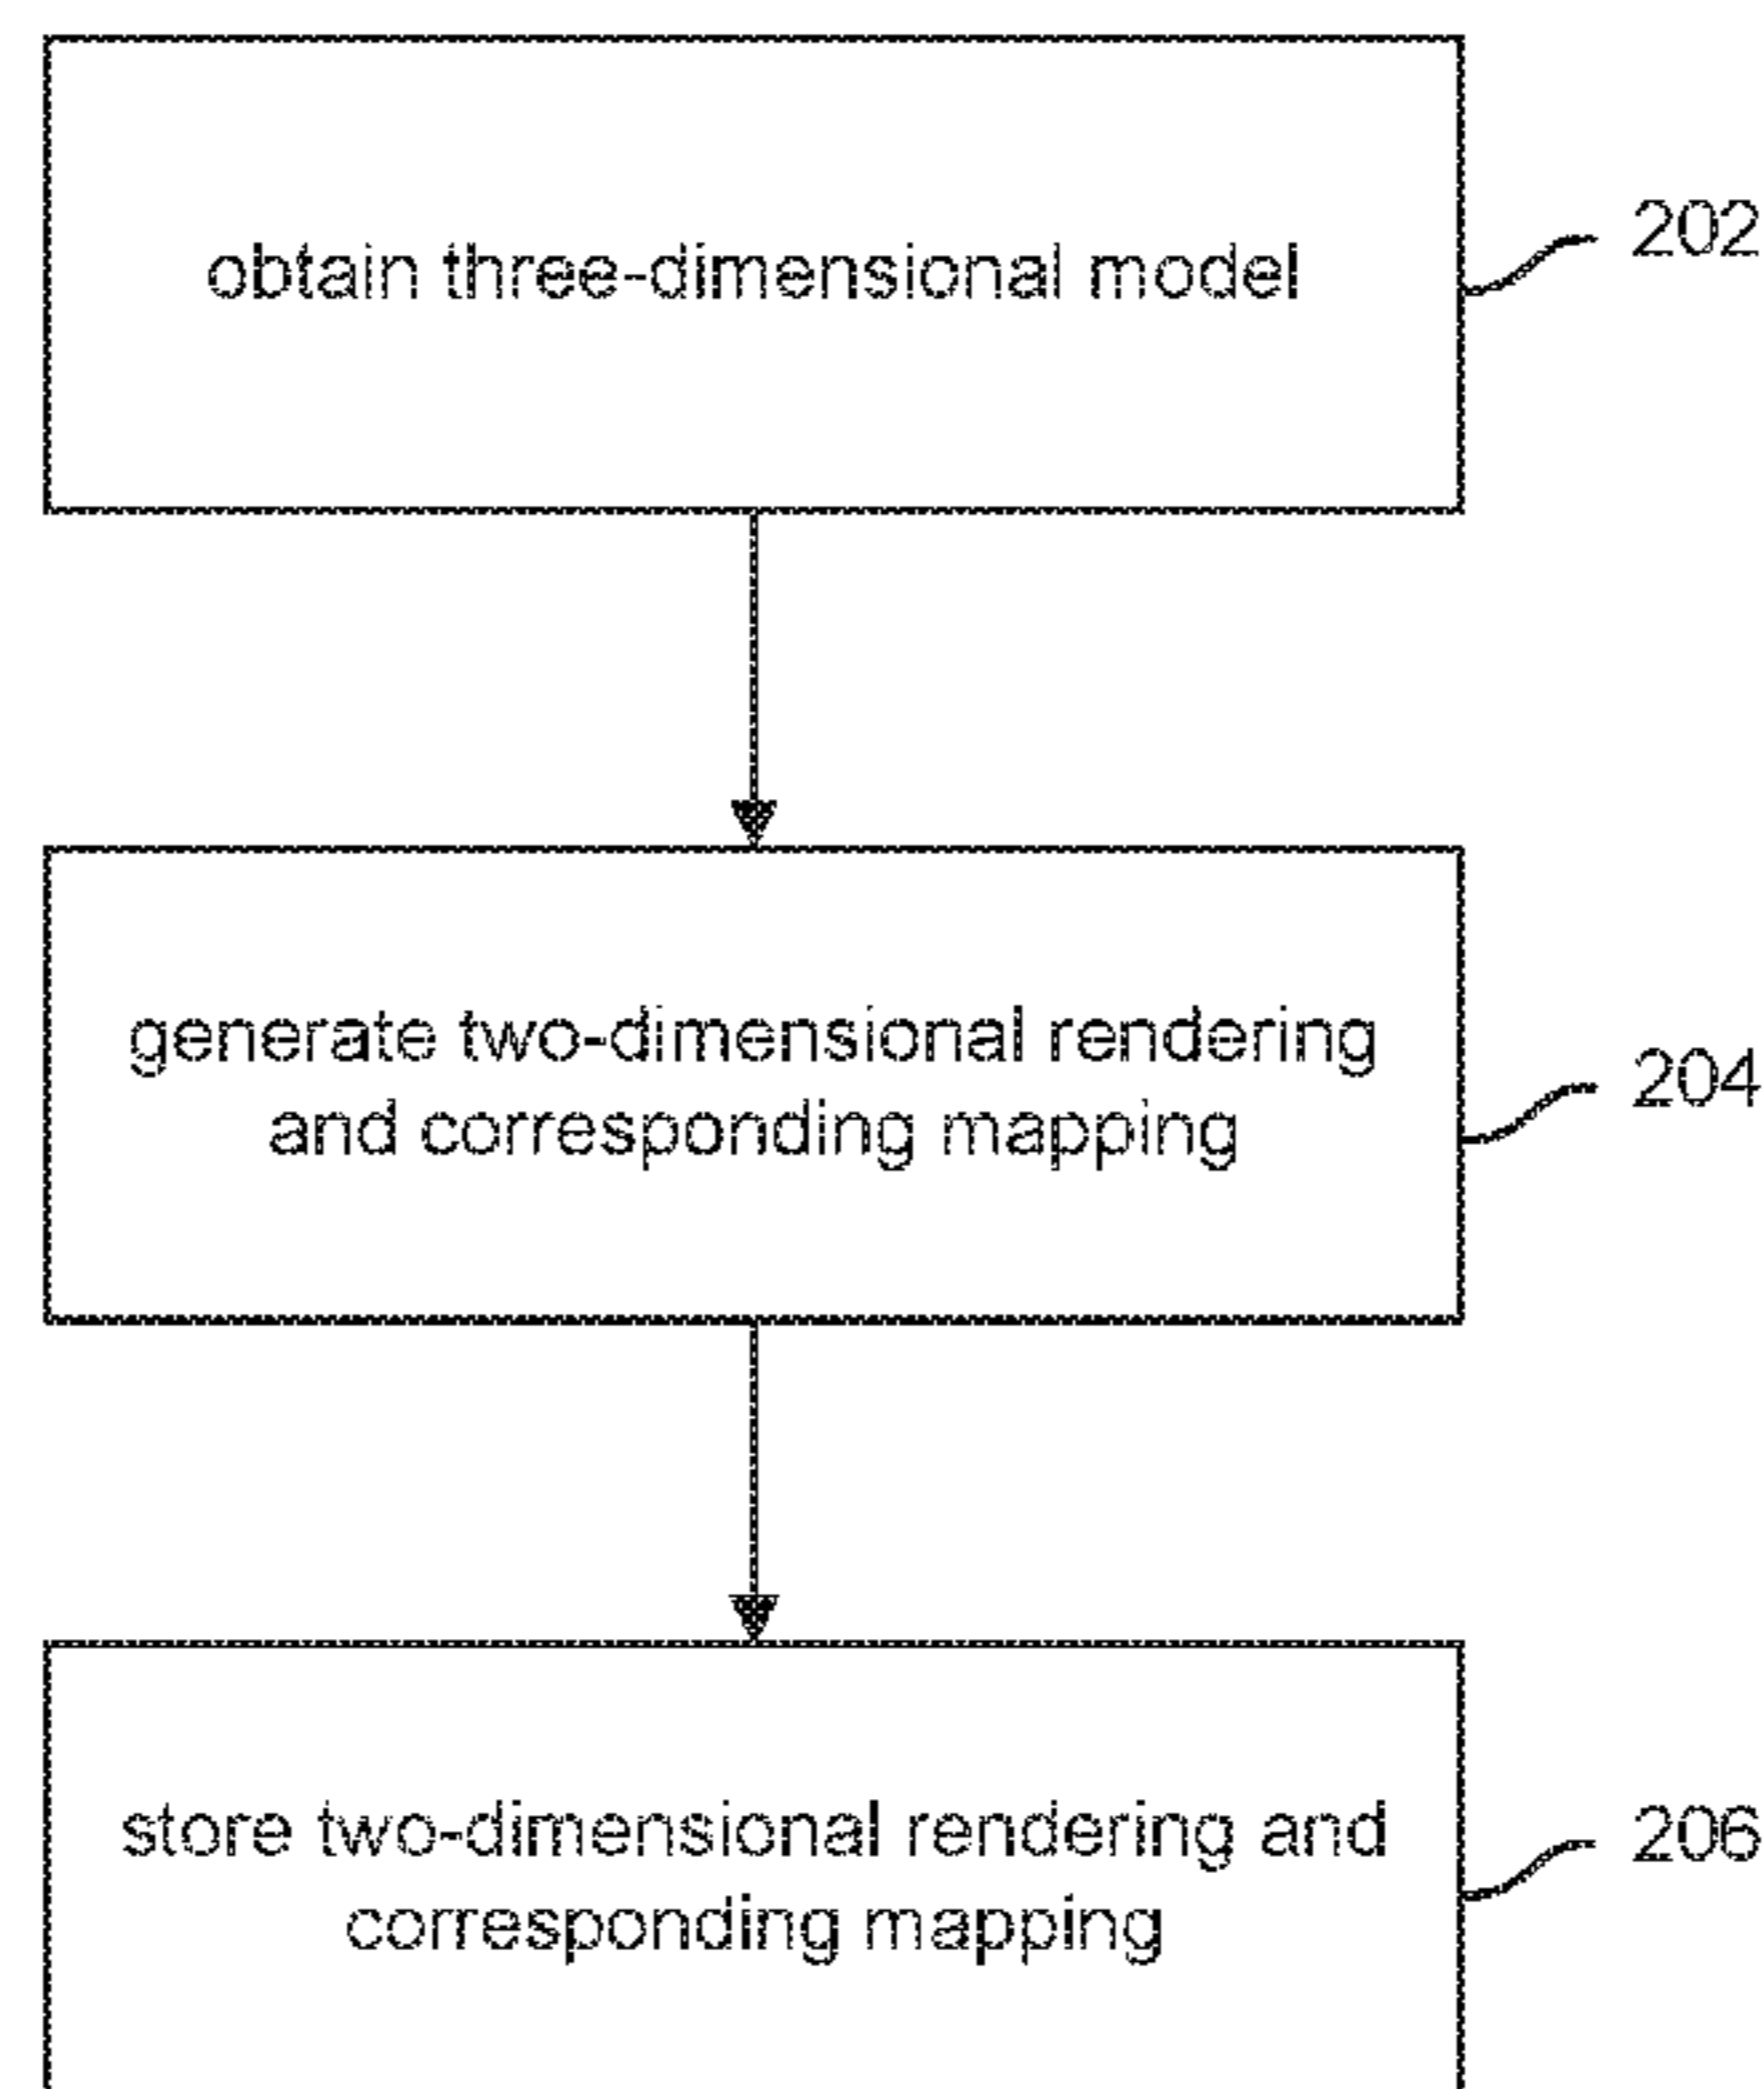 obtain three-dimensional model
202
generate two-dimensional rendering
and corresponding mapping
204
store two-dimensional rendering and
corresponding mapping
206